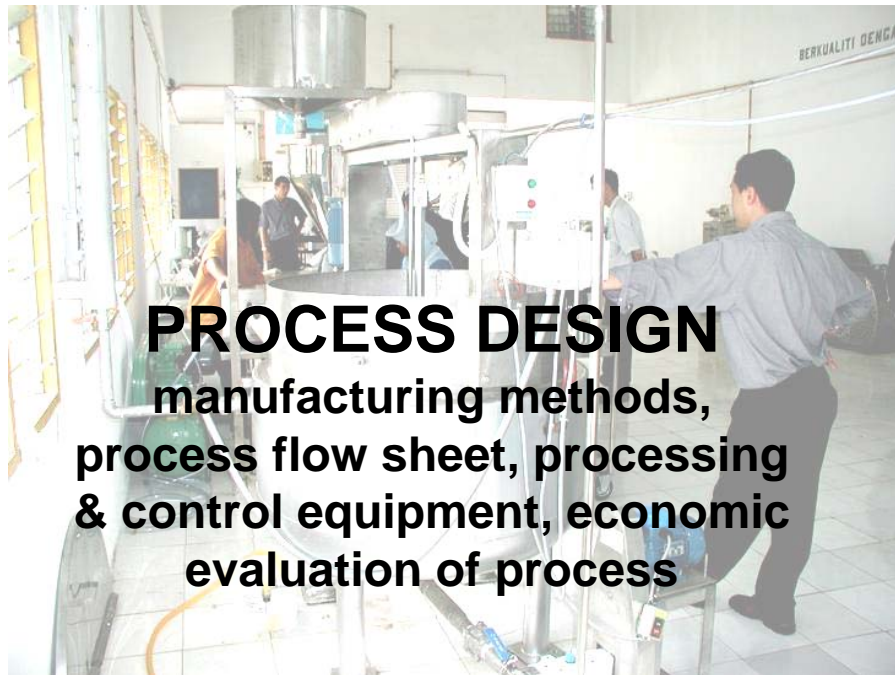 BERKUALITI DENGA
PROCESS DESIGN
manufacturing methods,
process flow sheet, processing
& control equipment, economic
evaluation of process